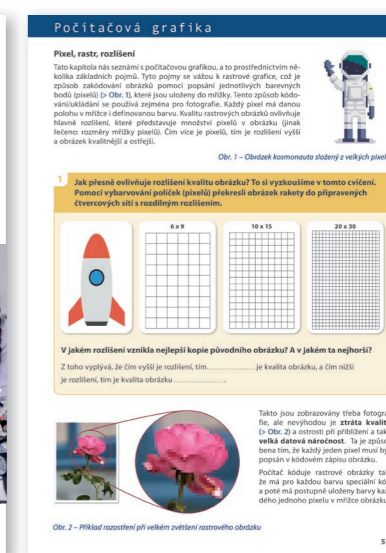 Počítačová grafika
Pixel, rastr, rozlišení
Tato kapitola nás seznámí s počítačovou grafikou, a to prostřednictvím ně-
kolika základních pojmů. Tyto pojmy se vážou k rastrové grafice, což je
způsob zakódování obrázků pomocí popsání jednotlivých barevných
bodů (pixelů) (> Obr. 1), které jsou uloženy do mřížky. Tento způsob kódo-
vání/ukládání se používá zejména pro fotografie. Každý pixel má danou
polohu v mřížce i definovanou barvu. Kvalitu rastrových obrázků ovlivňuje
hlavně rozlišení, které představuje množství pixelů v obrázku (jinak
řečeno: rozměry mřížky pixelů). Čím více je pixelů, tím je rozlišení vyšší
a obrázek kvalitnější a ostřejší.
Obr. 1 – Obrázek kosmonauta složený z velkých pixel
1 Jak přesně ovlivňuje rozlišení kvalitu obrázku? To si vyzkoušíme v tomto cvičení.
Pomocí vybarvování políček (pixelů) překresli obrázek rakety do připravených
čtvercových sítí s rozdílným rozlišením.
6 x 9 10 x 15 20 x 30
V jakém rozlišení vznikla nejlepší kopie původního obrázku? A v jakém ta nejhorší?
Z toho vyplývá, že čím vyšší je rozlišení, tím ........................ je kvalita obrázku, a čím nižší
je rozlišení, tím je kvalita obrázku ........................ .
Takto jsou zobrazovány třeba fotogra
fie, ale nevýhodou je ztráta kvalit
(> Obr. 2) a ostrosti při přiblížení a tak
velká datová náročnost. Ta je způso
bena tím, že každý jeden pixel musí bý
popsán v kódovém zápisu obrázku.
Počítač kóduje rastrové obrázky ta
že má pro každou barvu speciální kó
a poté má postupně uloženy barvy ka
dého jednoho pixelu v mřížce obrázku
Obr. 2 – Příklad rozostření při velkém zvětšení rastrového obrázku
5